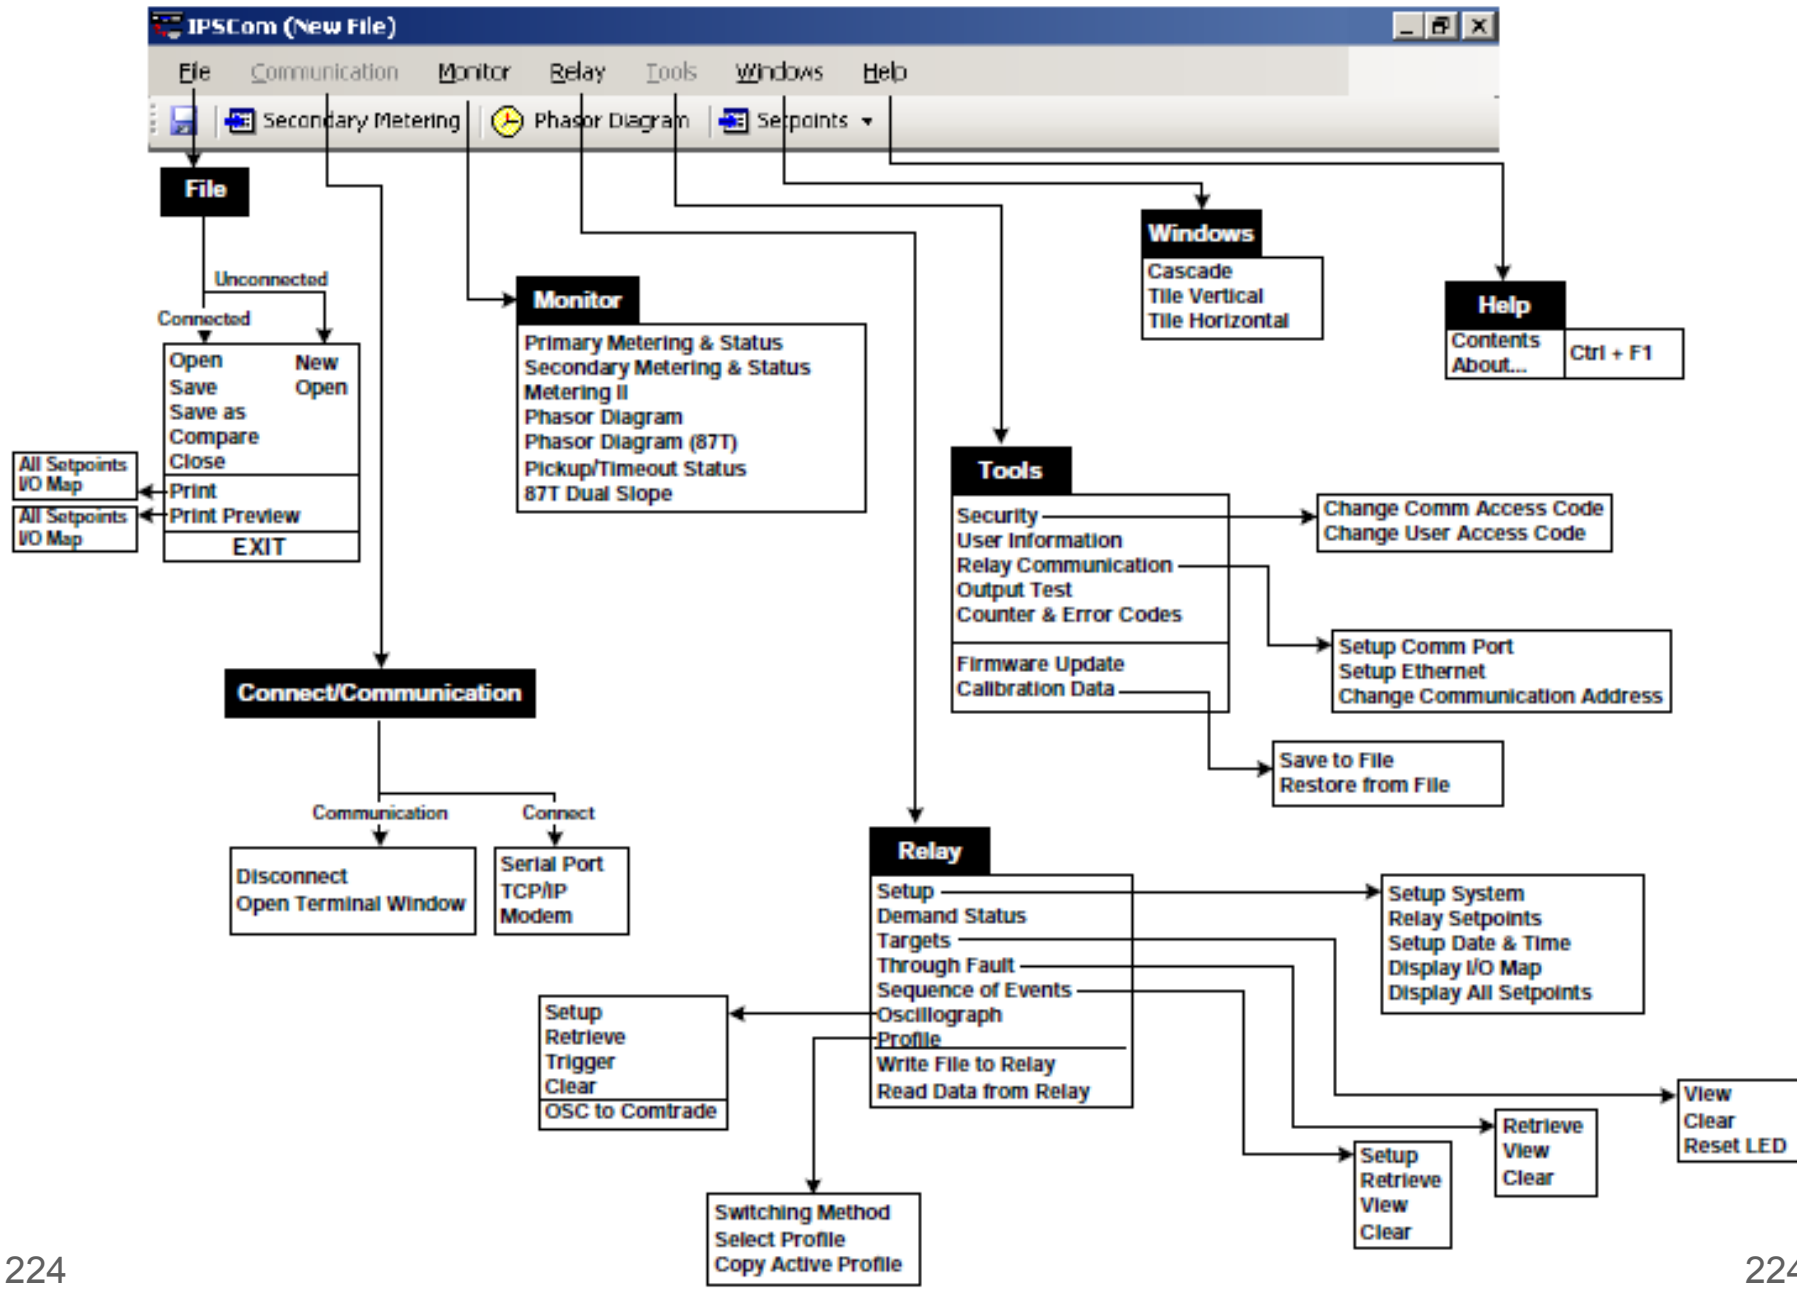 IPSCom (New File)
File Communication Monitor Relay Tools Windows Help
Secondary Metering Phasor Diagram Setpoints
File
Unconnected
Connected
Open New
Save Open
Save as
Compare
Close
Print
Print Preview
EXIT
All Setpoints
I/O Map
All Setpoints
I/O Map
Connect/Communication
Communication
Connect
Disconnect
Open Terminal Window
Serial Port
TCP/IP
Modem
Monitor
Primary Metering & Status
Secondary Metering & Status
Metering II
Phasor Diagram
Phasor Diagram (87T)
Pickup/Timeout Status
87T Dual Slope
Windows
Cascade
Tile Vertical
Tile Horizontal
Help
Contents
About...
Ctrl + F1
Tools
Security
User Information
Relay Communication
Output Test
Counter & Error Codes
Firmware Update
Calibration Data
Change Comm Access Code
Change User Access Code
Setup Comm Port
Setup Ethernet
Change Communication Address
Save to File
Restore from File
Relay
Setup
Demand Status
Targets
Through Fault
Sequence of Events
Oscillograph
Profile
Write File to Relay
Read Data from Relay
Setup System
Relay Setpoints
Setup Date & Time
Display I/O Map
Display All Setpoints
View
Clear
Reset LED
Retrieve
View
Clear
Setup
Retrieve
View
Clear
Setup
Retrieve
Trigger
Clear
OSC to Comtrade
Switching Method
Select Profile
Copy Active Profile
224
224